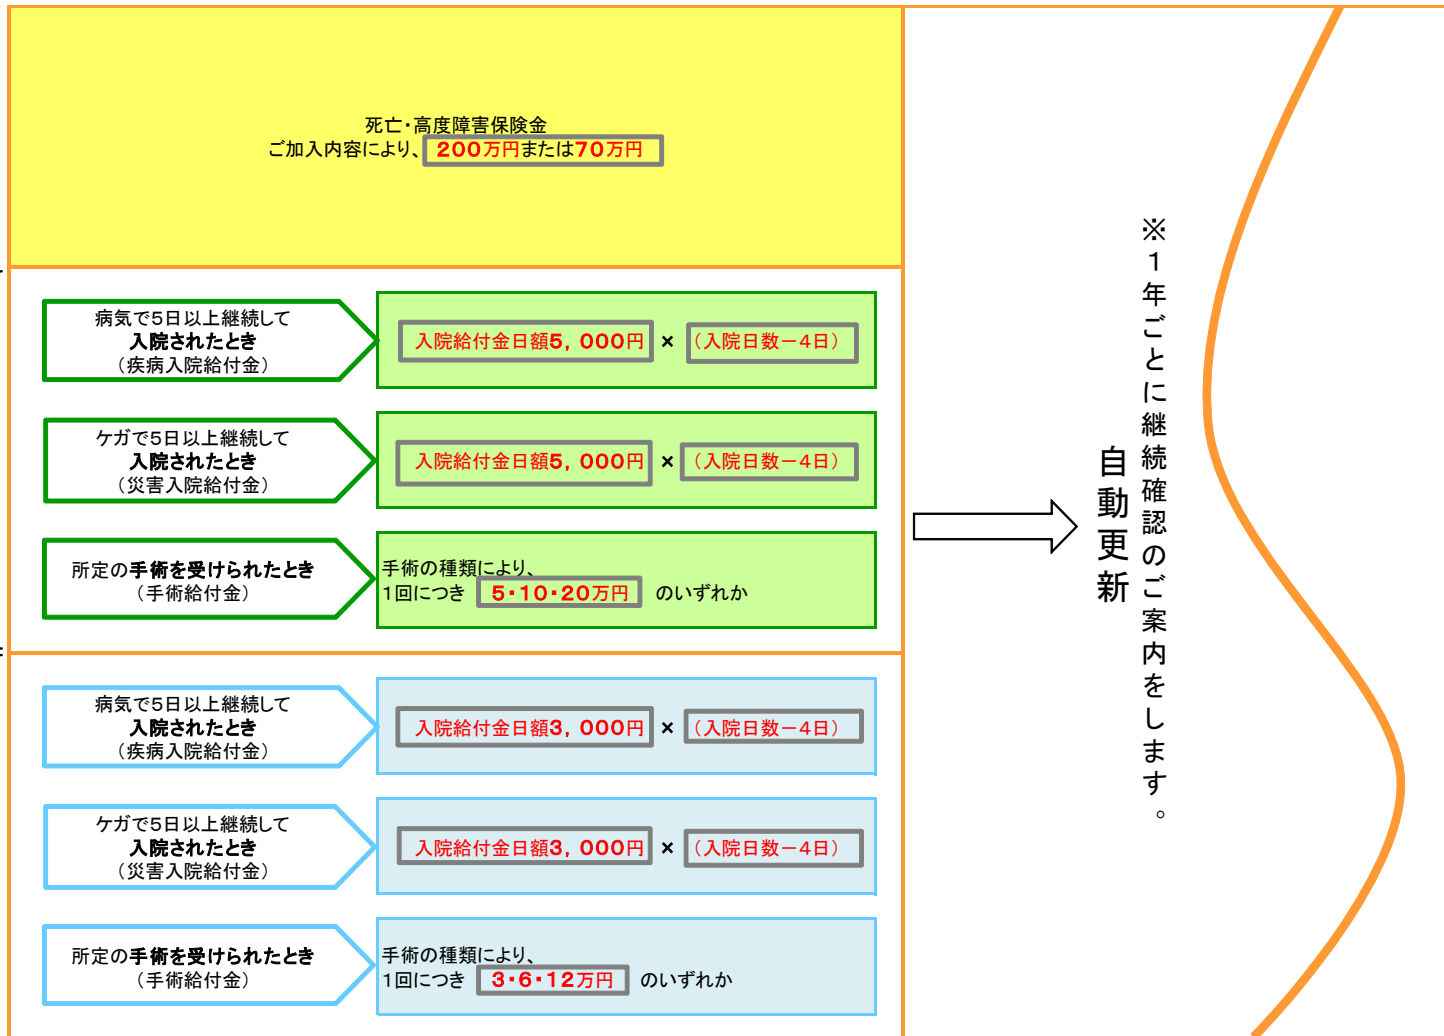 死亡・高度障害保険金
ご加入内容により、200万円または70万円
病気で5日以上継続して
入院されたとき
（疾病入院給付金）
入院給付金日額5，000円 × （入院日数－4日）
ケガで5日以上継続して
入院されたとき
（災害入院給付金）
入院給付金日額5，000円 × （入院日数－4日）
所定の手術を受けられたとき
（手術給付金）
手術の種類により、
1回につき 5・10・20万円 のいずれか
病気で5日以上継続して
入院されたとき
（疾病入院給付金）
入院給付金日額3，000円 × （入院日数－4日）
ケガで5日以上継続して
入院されたとき
（災害入院給付金）
入院給付金日額3，000円 × （入院日数－4日）
所定の手術を受けられたとき
（手術給付金）
手術の種類により、
1回につき 3・6・12万円 のいずれか
※１年ごとに継続確認のご案内をします。
自動更新